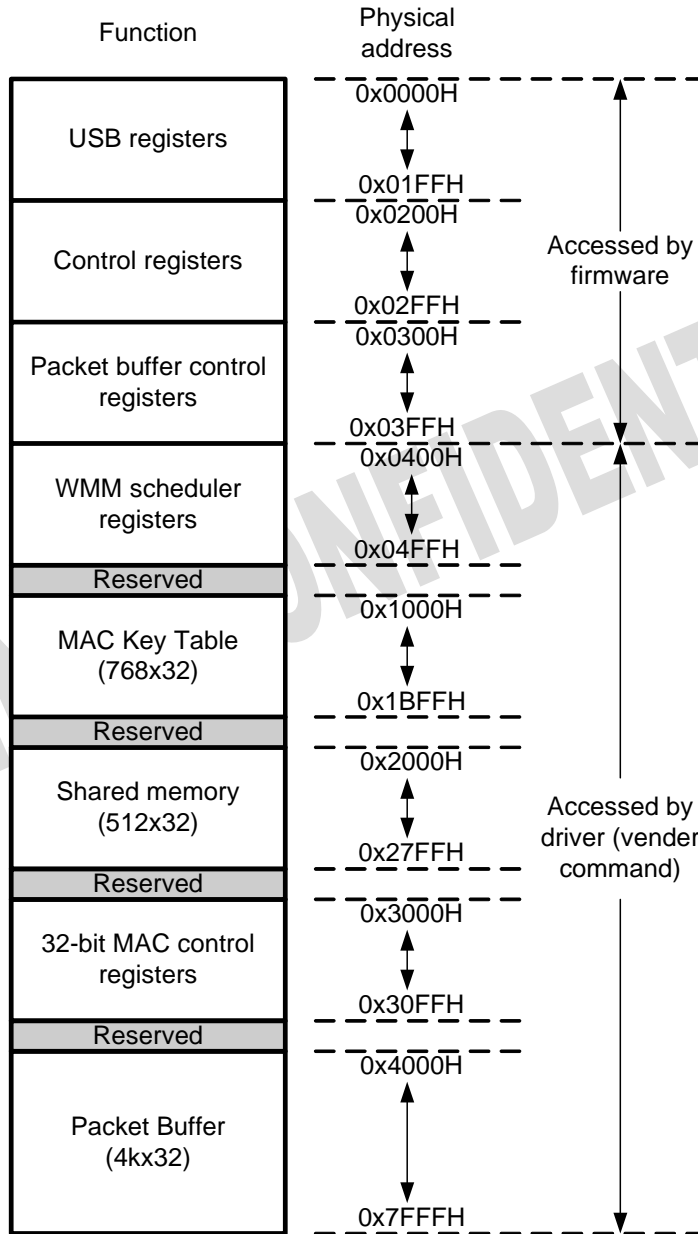 Function
Physical
address
USB registers
0x0000H
0x01FFH
Control registers
0x0200H
0x02FFH
Packet buffer control
registers
0x0300H
0x03FFH
Accessed by
firmware
WMM scheduler
registers
0x0400H
0x04FFH
Reserved
MAC Key Table
(768x32)
0x1000H
0x1BFFH
Reserved
Shared memory
(512x32)
0x2000H
0x27FFH
Reserved
32-bit MAC control
registers
0x3000H
0x30FFH
Reserved
Packet Buffer
(4kx32)
0x4000H
0x7FFFH
Accessed by
driver (vender
command)